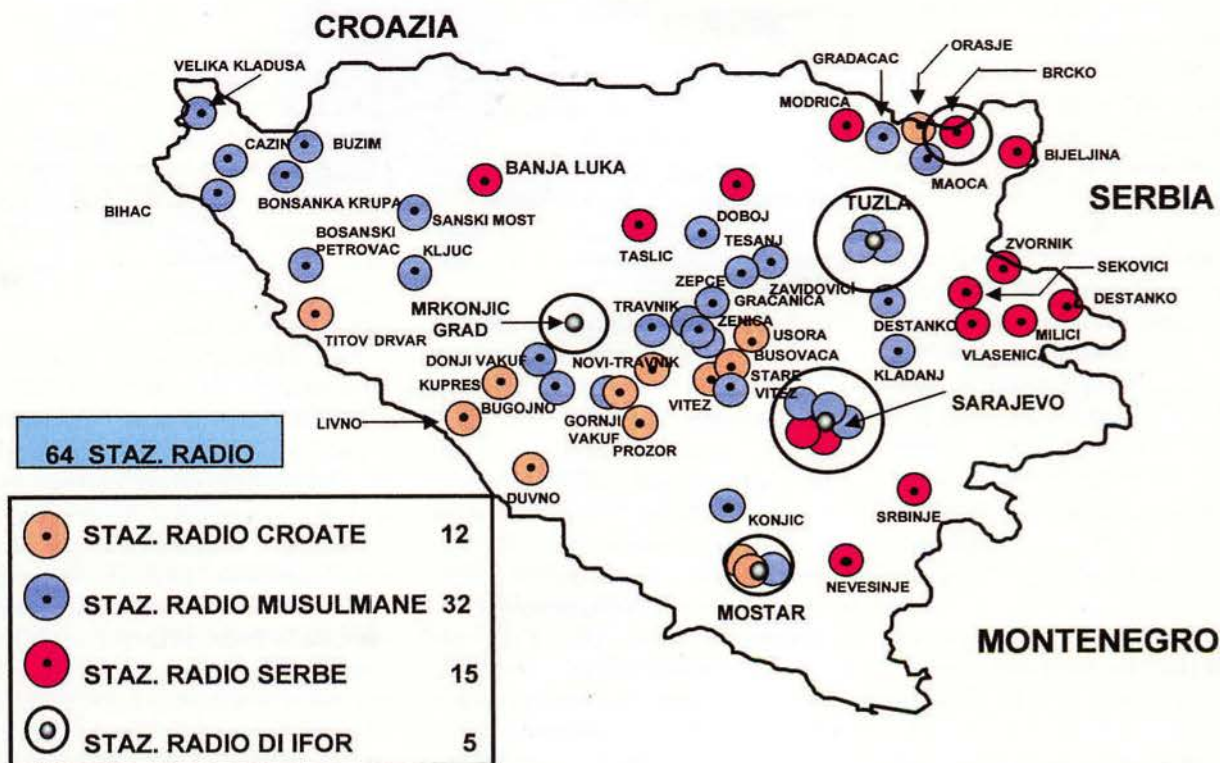 CROAZIA
VELIKA KLADUSA
ORASJE
GRADACAC
BRCKO
MODRICA
CAZIN
BUZIM
BANJA LUKA
BIJELJINA
MAOCA
BIHAC
BONSANKA KRUPA
SANSKI MOST
TUZLA
SERBIA
DOBOJ
BOSANSKI
PETROVAC
KLJUC
TASLIC
TESANJ
ZVORNIK
ZEPCE
ZAVIDOVICI
SEKOVICI
MRKONJIC
GRAD
TRAVNIK
GRACANICA
DESTANKO
ZENICA
DESTANKO
USORA
MILICI
TITOV DRVAR
VLASENICA
DONJI VAKUF
NOVI-TRAVNIK
BUSOVACA
KLADANJ
KUPRES
STARE
VITEZ
BUGOJNO
VITEZ
SARAJEVO
LIVNO
GORNJI
VAKUF
PROZOR
64 STAZ. RADIO
DUVNO
KONJIC
SRBINJE
NEVESINJE
MOSTAR
MONTENEGRO
STAZ. RADIO CROATE 12
STAZ. RADIO MUSULMANE 32
STAZ. RADIO SERBE 15
STAZ. RADIO DI IFOR 5